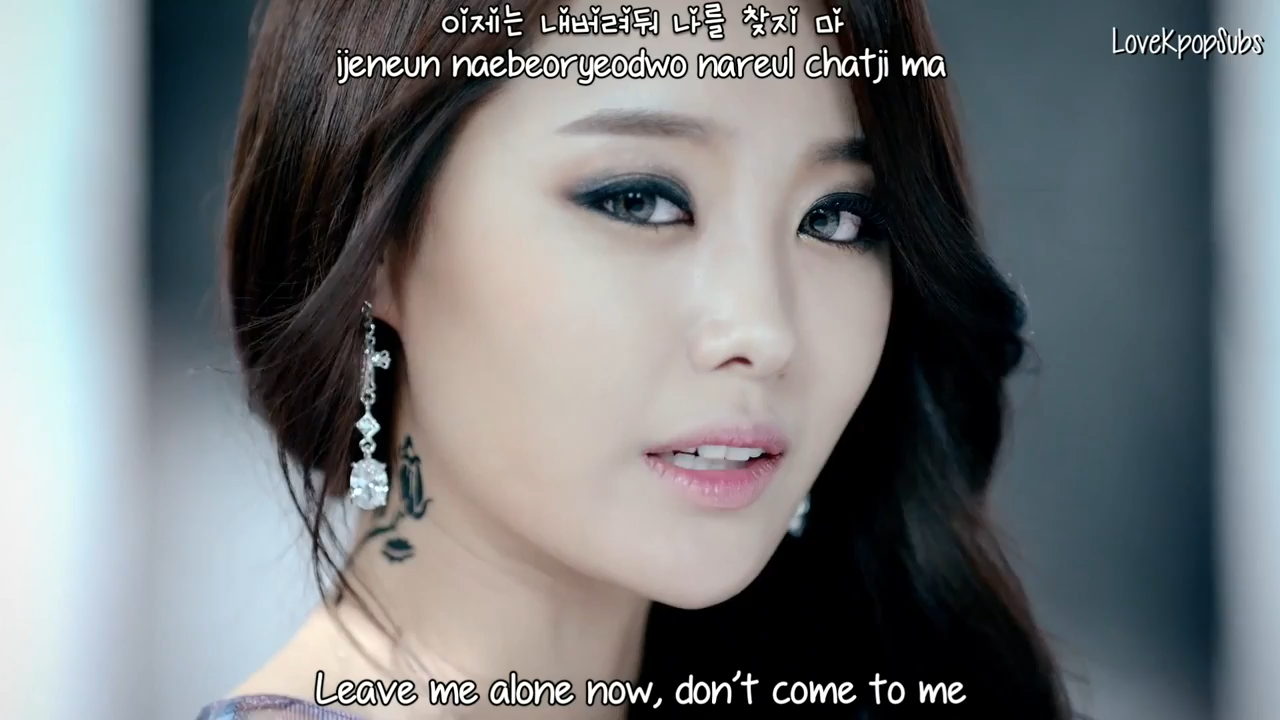 이제는 내버려둬 나를 찾지 마
ijeneun naebeoryeodwo nareul chatji ma
LoveKpopSubs
Leave me alone now, don't come to me